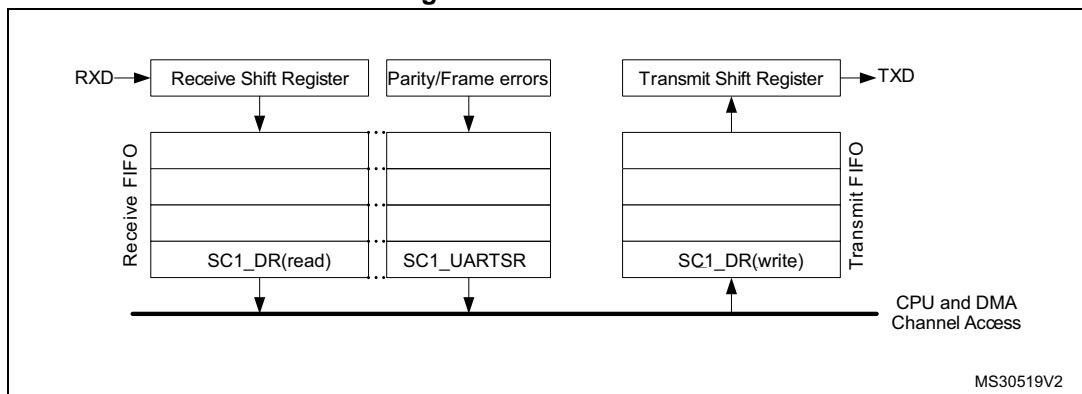 RXD
Receive Shift Register
Parity/Frame errors
Transmit Shift Register
TXD
Receive FIFO
Transmit FIFO
SC1_DR(read)
SC1_UARTSR
SC1_DR(write)
CPU and DMA
Channel Access
MS30519V2